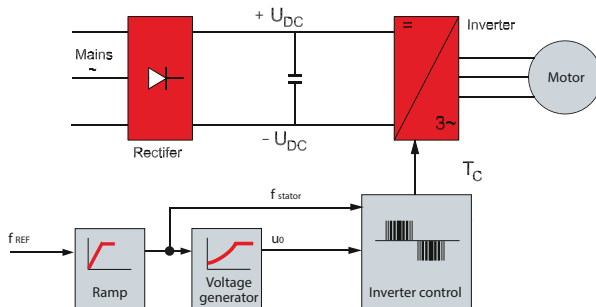 + UDC
=
Inverter
Mains
~
Motor
Rectifer
– UDC
3~
TC
f stator
f REF
u0
Ramp
Voltage
generator
Inverter control